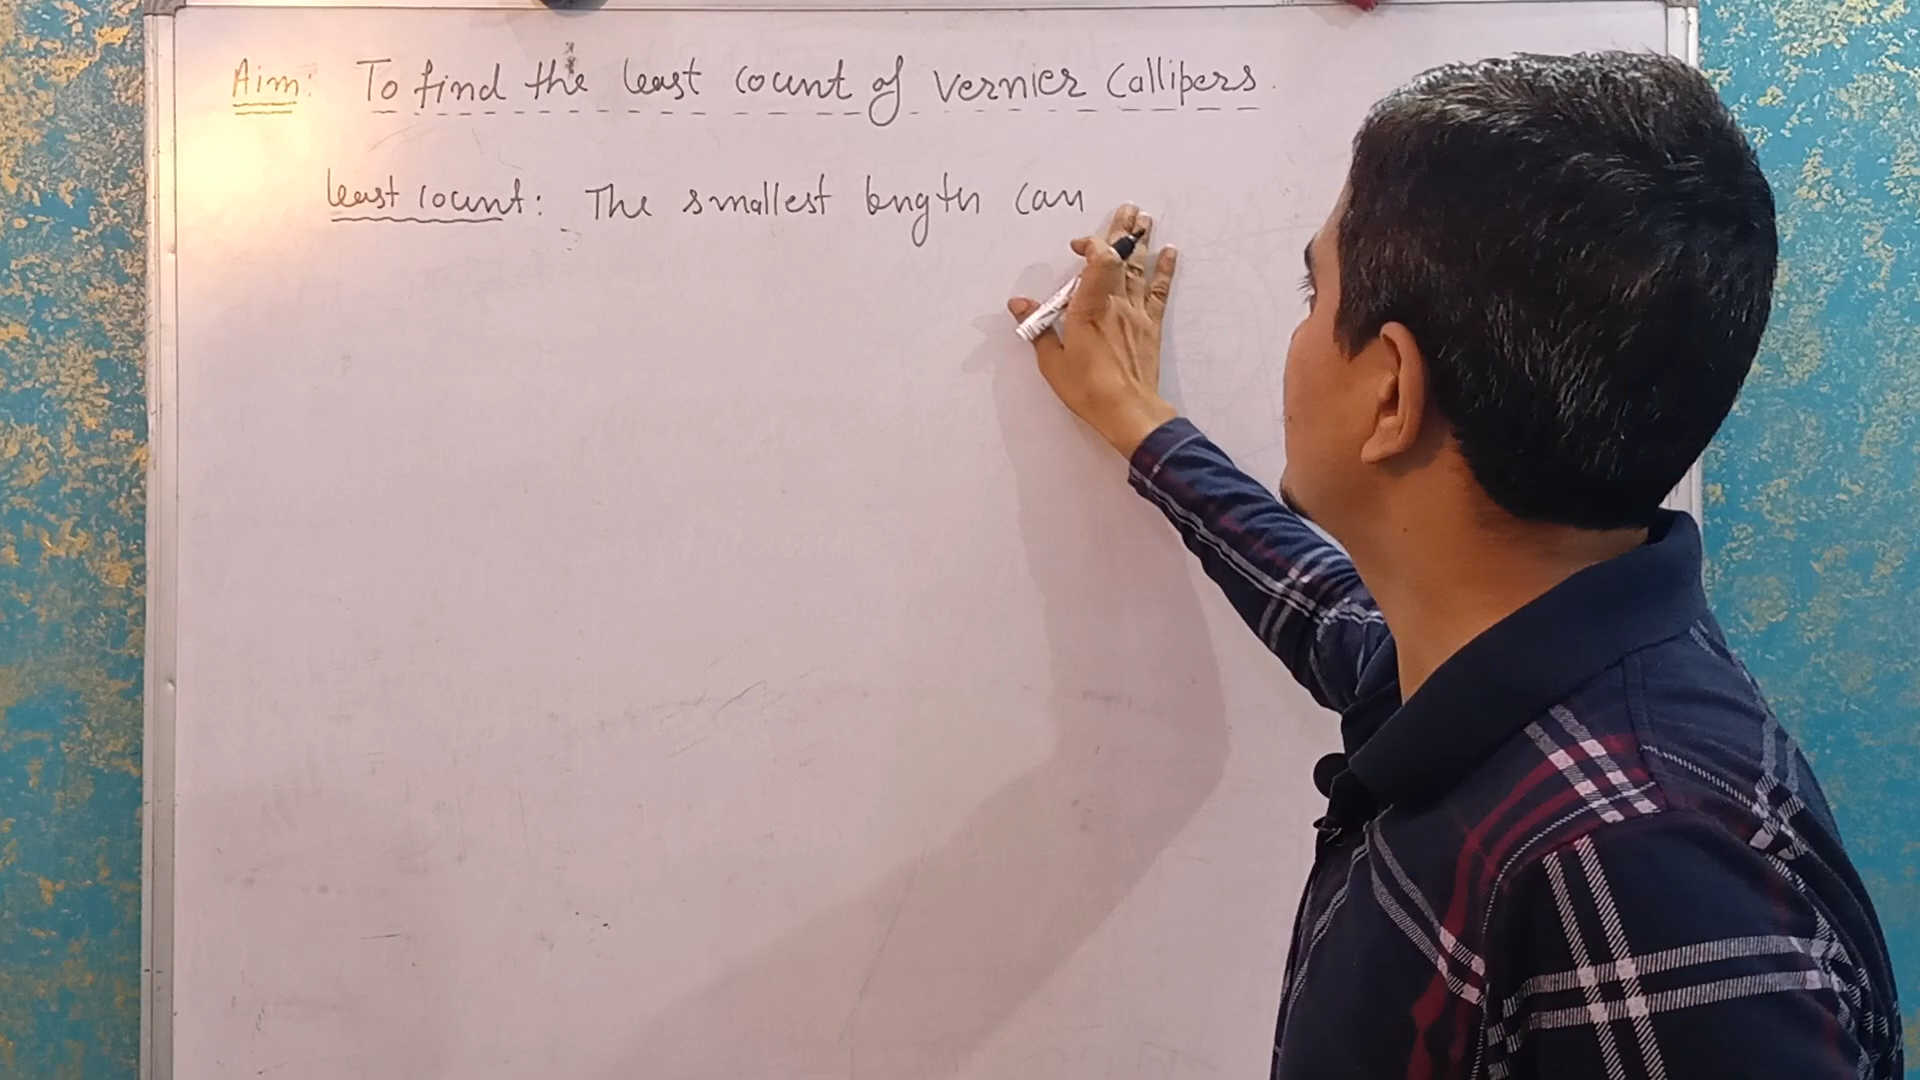 Aim: To find the least count of Vernier Callipers.
least count: The smallest length can